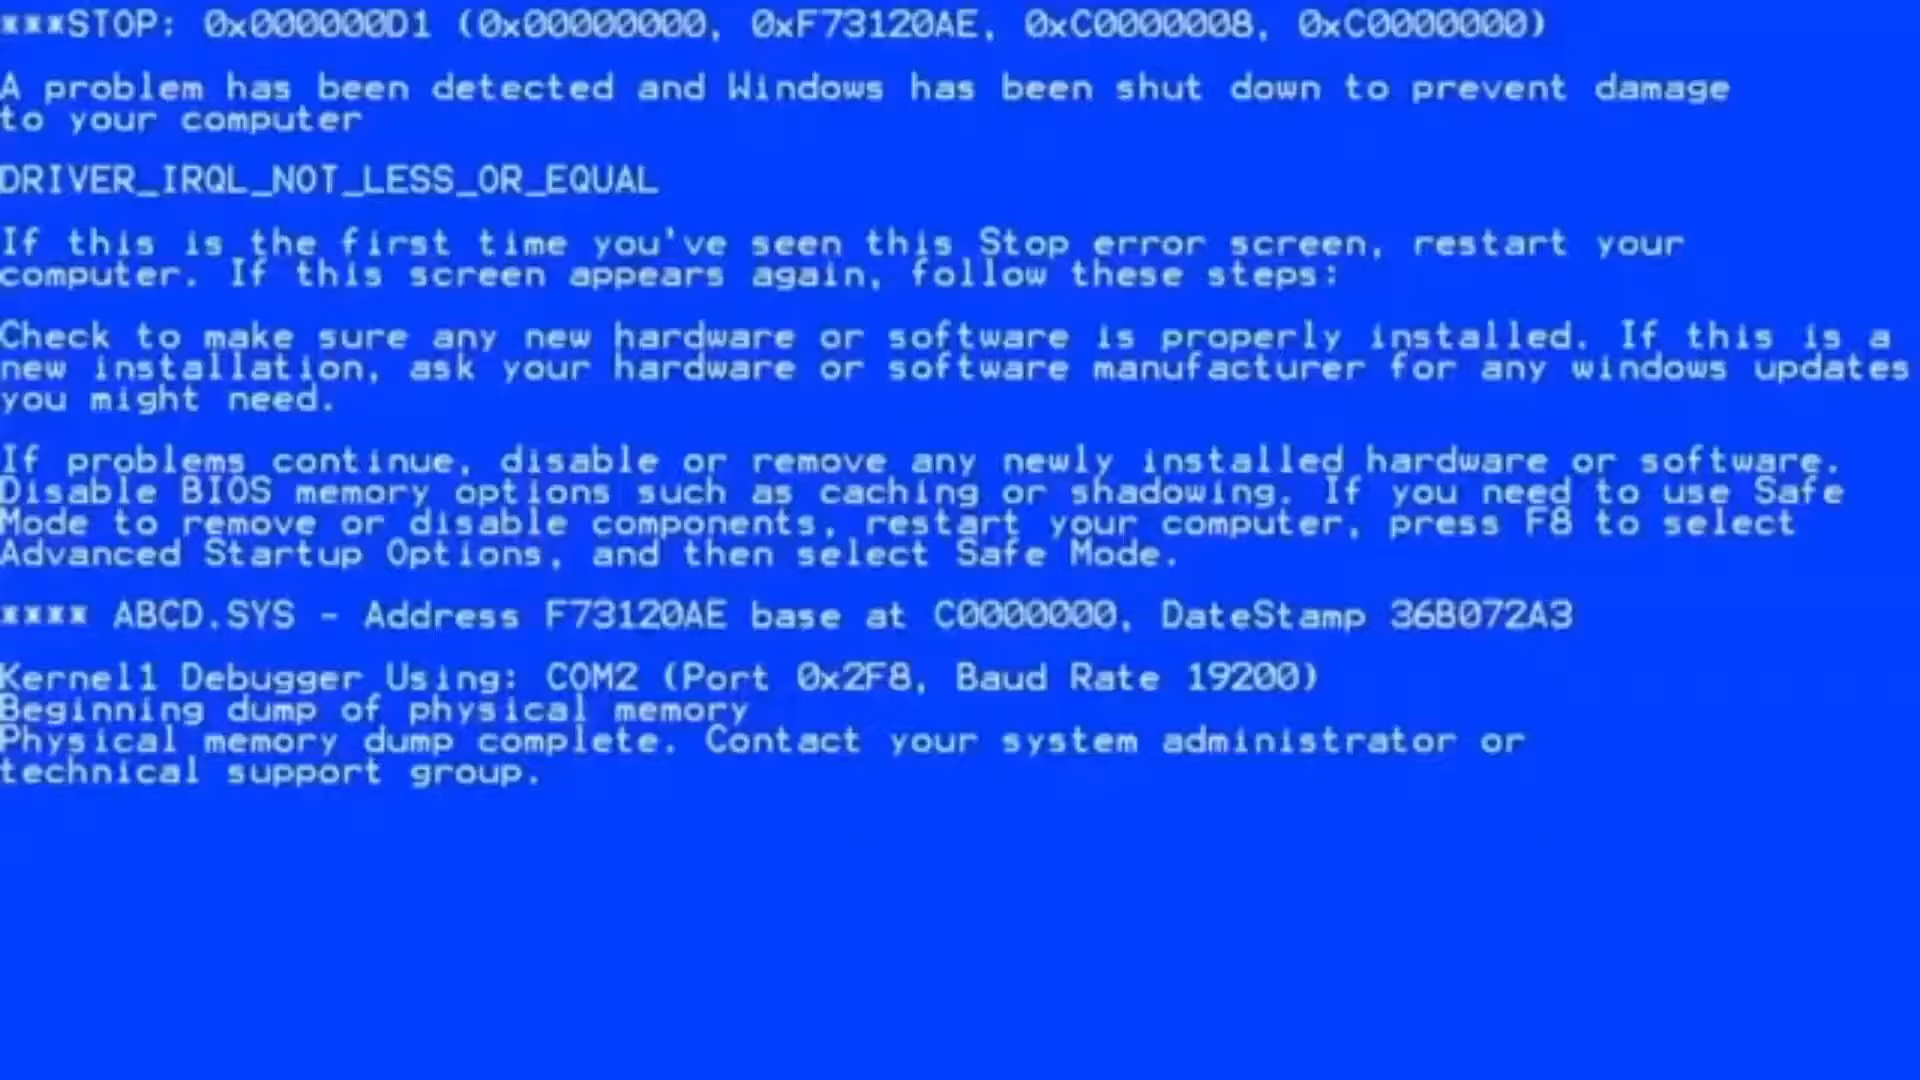 ***STOP: 0x000000D1 (0x00000000, 0xF73120AE, 0xC0000008, 0xC0000000)
A problem has been detected and Windows has been shut down to prevent damage
to your computer
DRIVER_IRQL_NOT_LESS_OR_EQUAL
If this is the first time you've seen this Stop error screen, restart your
computer. If this screen appears again, follow these steps:
Check to make sure any new hardware or software is properly installed. If this is a
new installation, ask your hardware or software manufacturer for any windows updates
you might need.
If problems continue, disable or remove any newly installed hardware or software.
Disable BIOS memory options such as caching or shadowing. If you need to use Safe
Mode to remove or disable components, restart your computer, press F8 to select
Advanced Startup Options, and then select Safe Mode.
**** ABCD.SYS - Address F73120AE base at C0000000, DateStamp 36B072A3
Kernel1 Debugger Using: COM2 (Port 0x2F8, Baud Rate 19200)
Beginning dump of physical memory
Physical memory dump complete. Contact your system administrator or
technical support group.